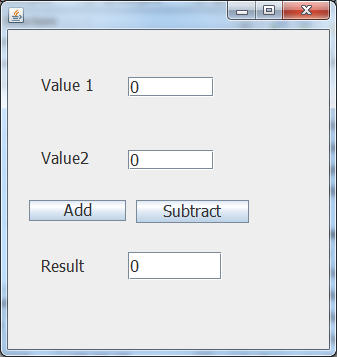 Value 1 0
Value2 0
Add Subtract
Result 0